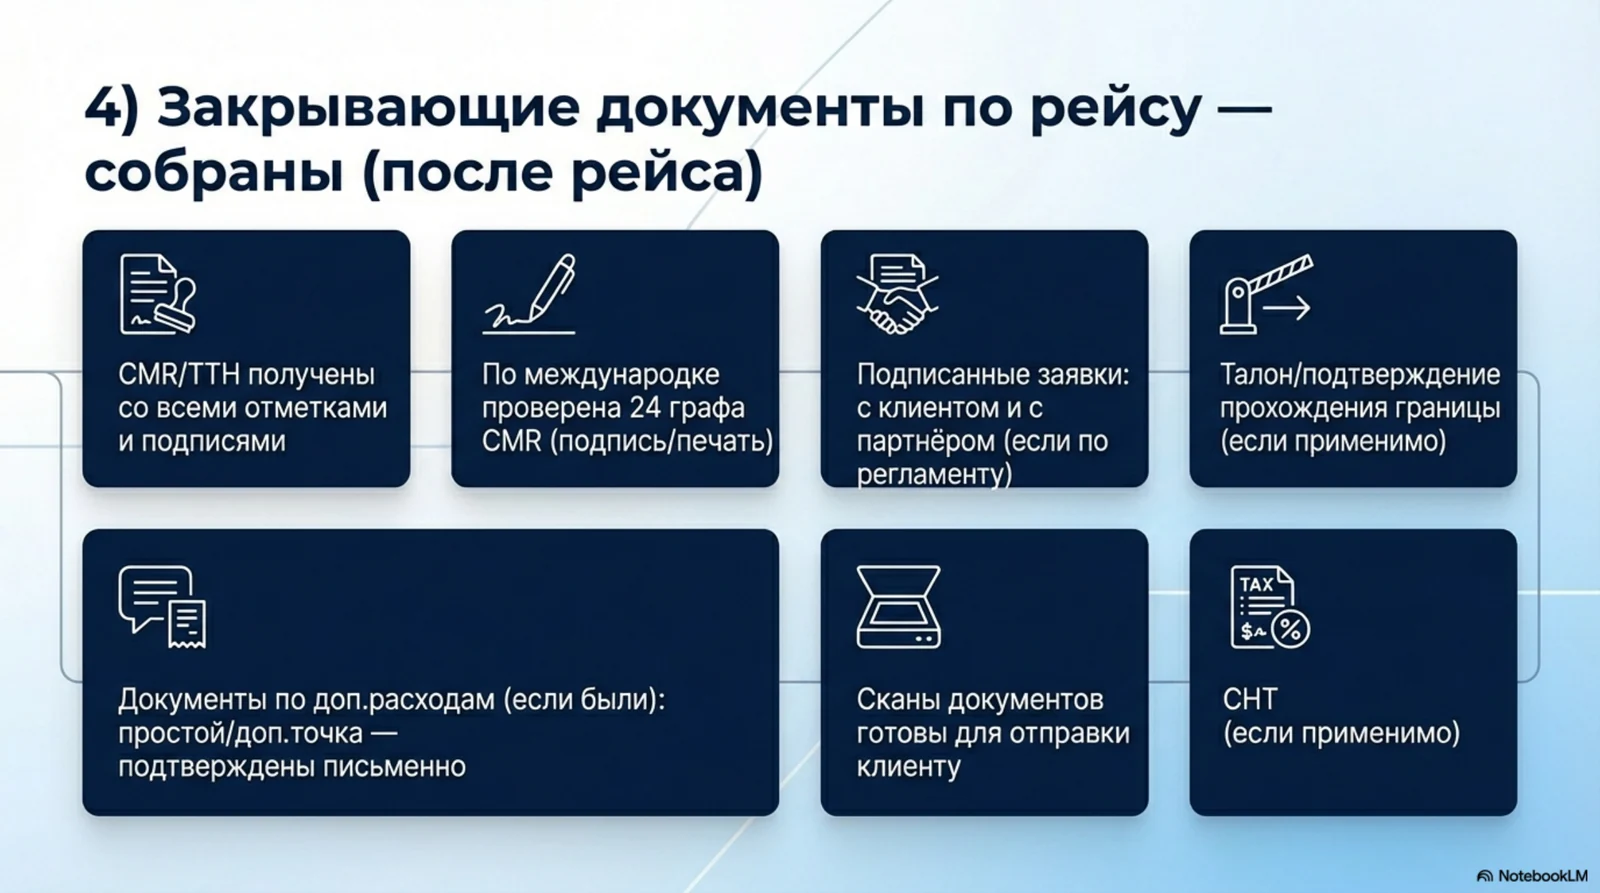 4) Закрывающие документы по рейсу —
собраны (после рейса)
CMR/ТТН получены
со всеми отметками
и подписями
По международке
проверена 24 графа
CMR (подпись/печать)
Подписанные заявки:
с клиентом и с
партнёром (если по
регламенту)
Талон/подтверждение
прохождения границы
(если применимо)
Документы по доп.расходам (если были):
простой/доп.точка —
подтверждены письменно
Сканы документов
готовы для отправки
клиенту
TAX
$ %
СНТ
(если применимо)
NotebookLM